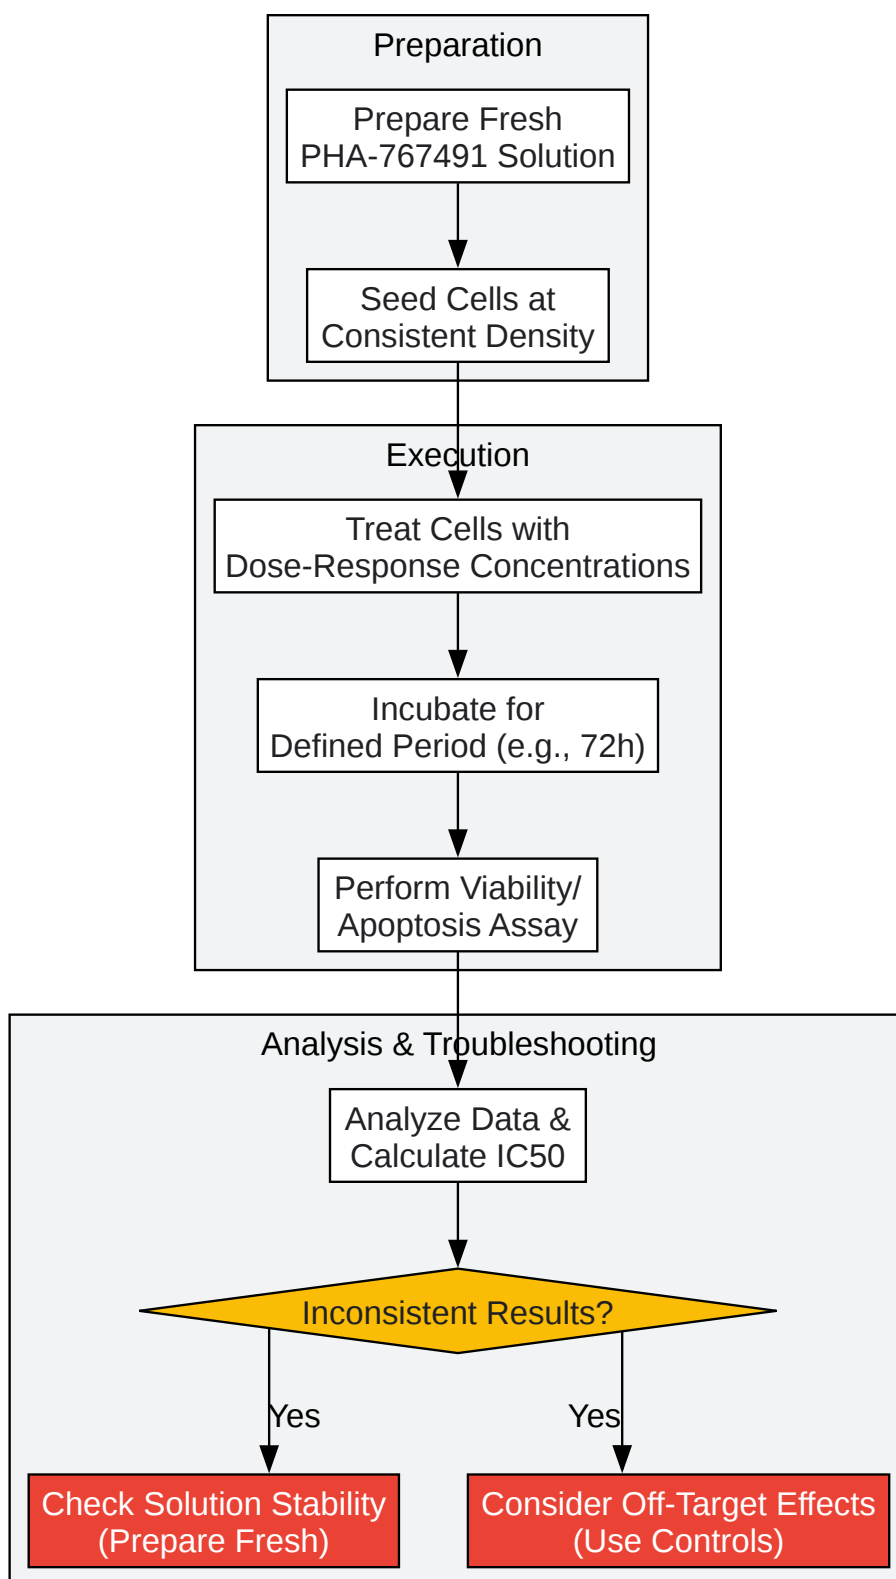 Preparation
Prepare Fresh
PHA-767491 Solution
Seed Cells at
Consistent Density
Execution
Treat Cells with
Dose-Response Concentrations
Incubate for
Defined Period (e.g., 72h)
Perform Viability/
Apoptosis Assay
Analysis & Troubleshooting
Analyze Data &
Calculate IC50
Inconsistent Results?
Yes
Yes
Check Solution Stability
(Prepare Fresh)
Consider Off-Target Effects
(Use Controls)